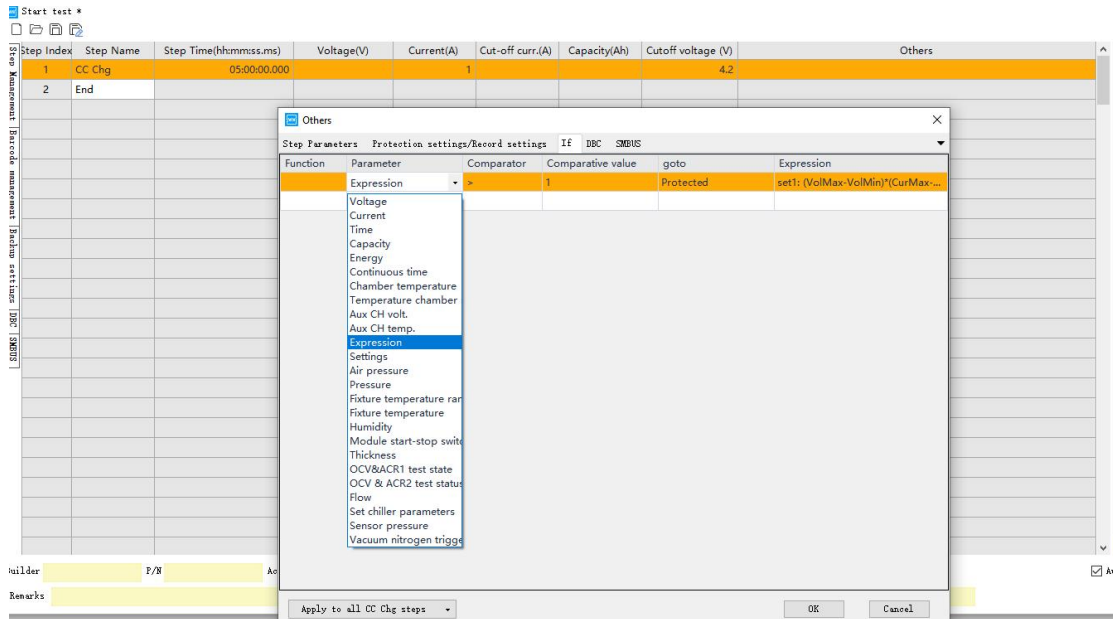 Start test *
Step Index Step Name Step Time(hh:mm:ss.ms) Voltage(V) Current(A) Cut-off curr.(A) Capacity(Ah) Cutoff voltage (V) Others
1 CC Chg 05:00:00.000 1 4.2
2 End
Step Management
Barcode management
Backup settings
DBC
SMBUS
Others
Step Parameters Protection settings/Record settings If DBC SMBUS
Function Parameter Comparator Comparative value goto Expression
Expression > 1 Protected set1: (VolMax-VolMin)*(CurMax-...
Voltage
Current
Time
Capacity
Energy
Continuous time
Chamber temperature
Temperature chamber
Aux CH volt.
Aux CH temp.
Expression
Settings
Air pressure
Pressure
Fixture temperature ran
Fixture temperature
Humidity
Module start-stop swit
Thickness
OCV&ACR1 test state
OCV & ACR2 test status
Flow
Set chiller parameters
Sensor pressure
Vacuum nitrogen trigge
uilder P/N Ac
Remarks
Apply to all CC Chg steps OK Cancel